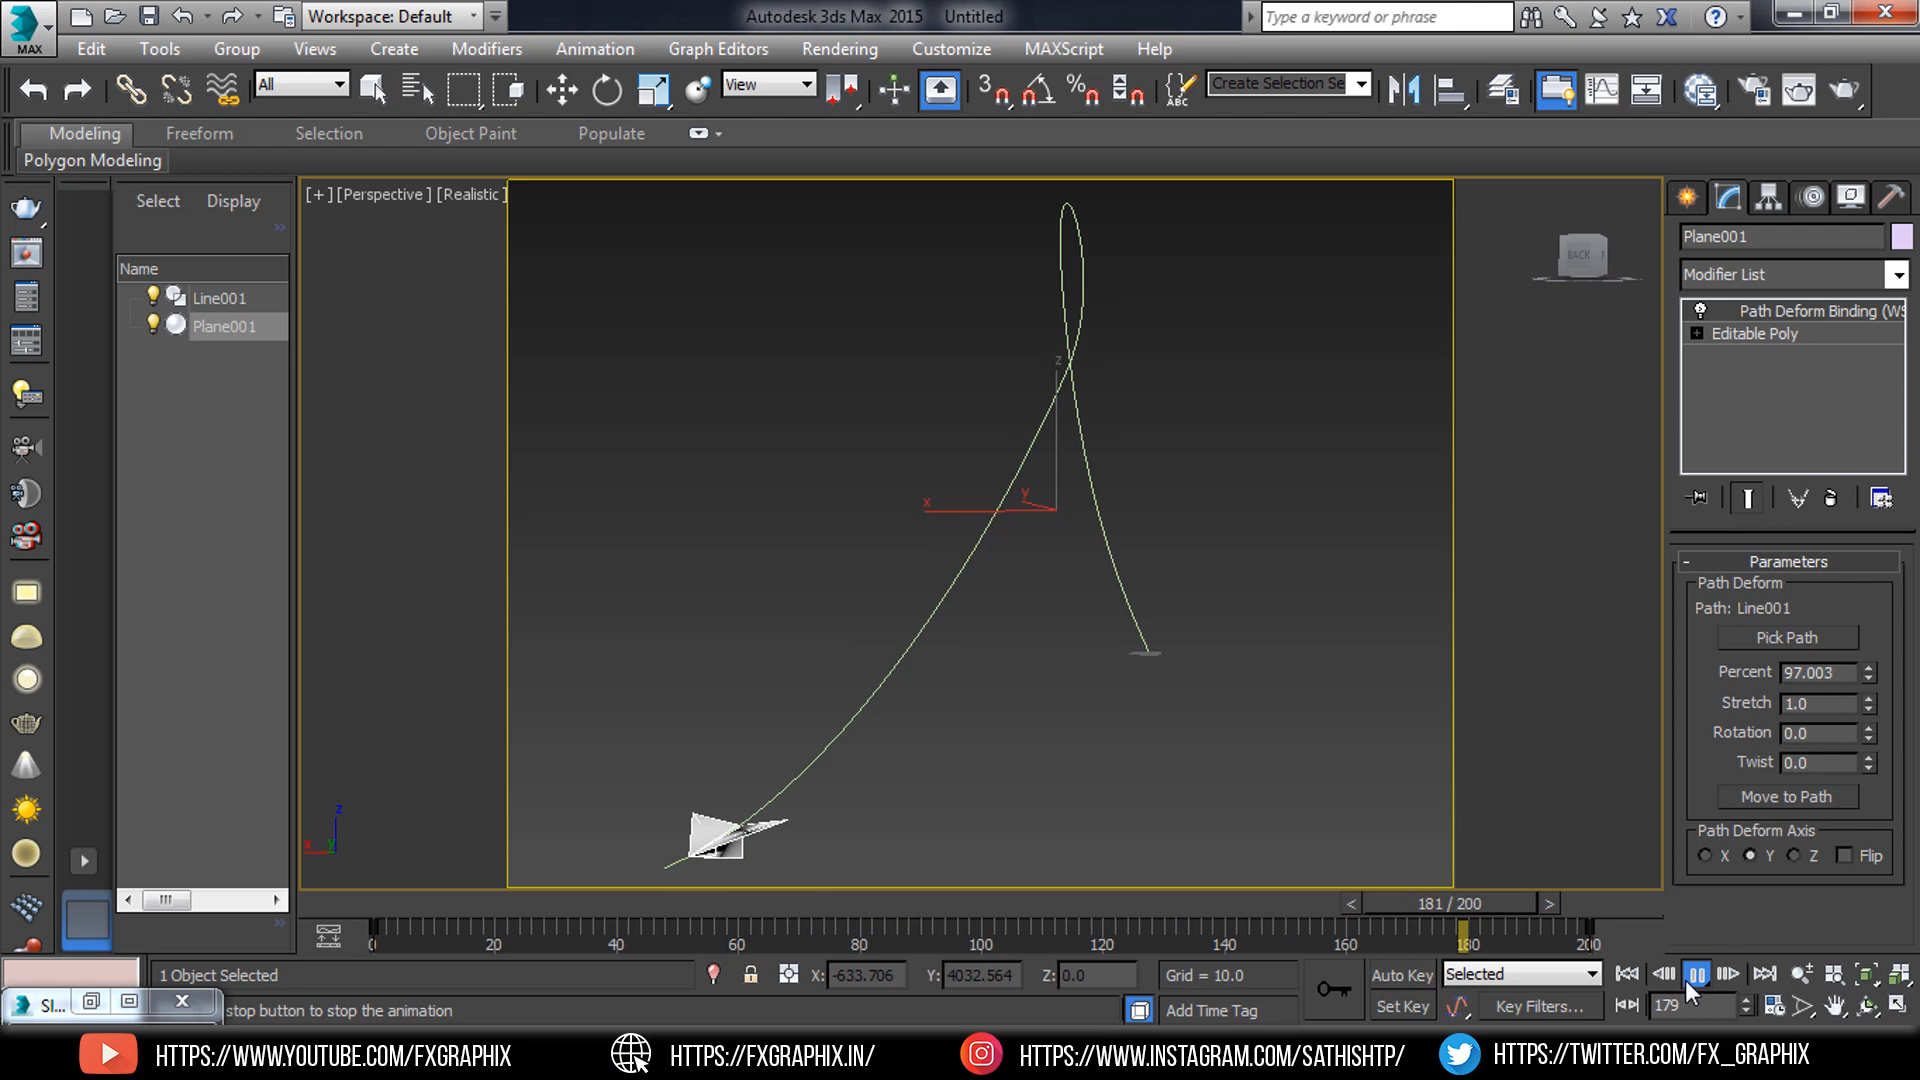 MAX
Workspace: Default
Autodesk 3ds Max 2015 Untitled
Type a keyword or phrase
Edit Tools Group Views Create Modifiers Animation Graph Editors Rendering Customize MAXScript Help
All
View
3
ABC
Create Selection Se
Modeling Freeform Selection Object Paint Populate
Polygon Modeling
Select Display
Name
Line001
Plane001
[+][Perspective][Realistic]
BACK
z
x
y
z
x
y
Plane001
Modifier List
Path Deform Binding (WS
Editable Poly
Parameters
Path Deform
Path: Line001
Pick Path
Percent 97.003
Stretch 1.0
Rotation 0.0
Twist 0.0
Move to Path
Path Deform Axis
X Y Z Flip
< 181 / 200 >
0 20 40 60 80 100 120 140 160 180 200
1 Object Selected
X: -633.706 Y: 4032.564 Z: 0.0
Grid = 10.0
Auto Key Selected
SI...
stop button to stop the animation
Add Time Tag
Set Key Key Filters...
179
HTTPS://WWW.YOUTUBE.COM/FXGRAPHIX HTTPS://FXGRAPHIX.IN/ HTTPS://WWW.INSTAGRAM.COM/SATHISHTP/ HTTPS://TWITTER.COM/FX_GRAPHIX